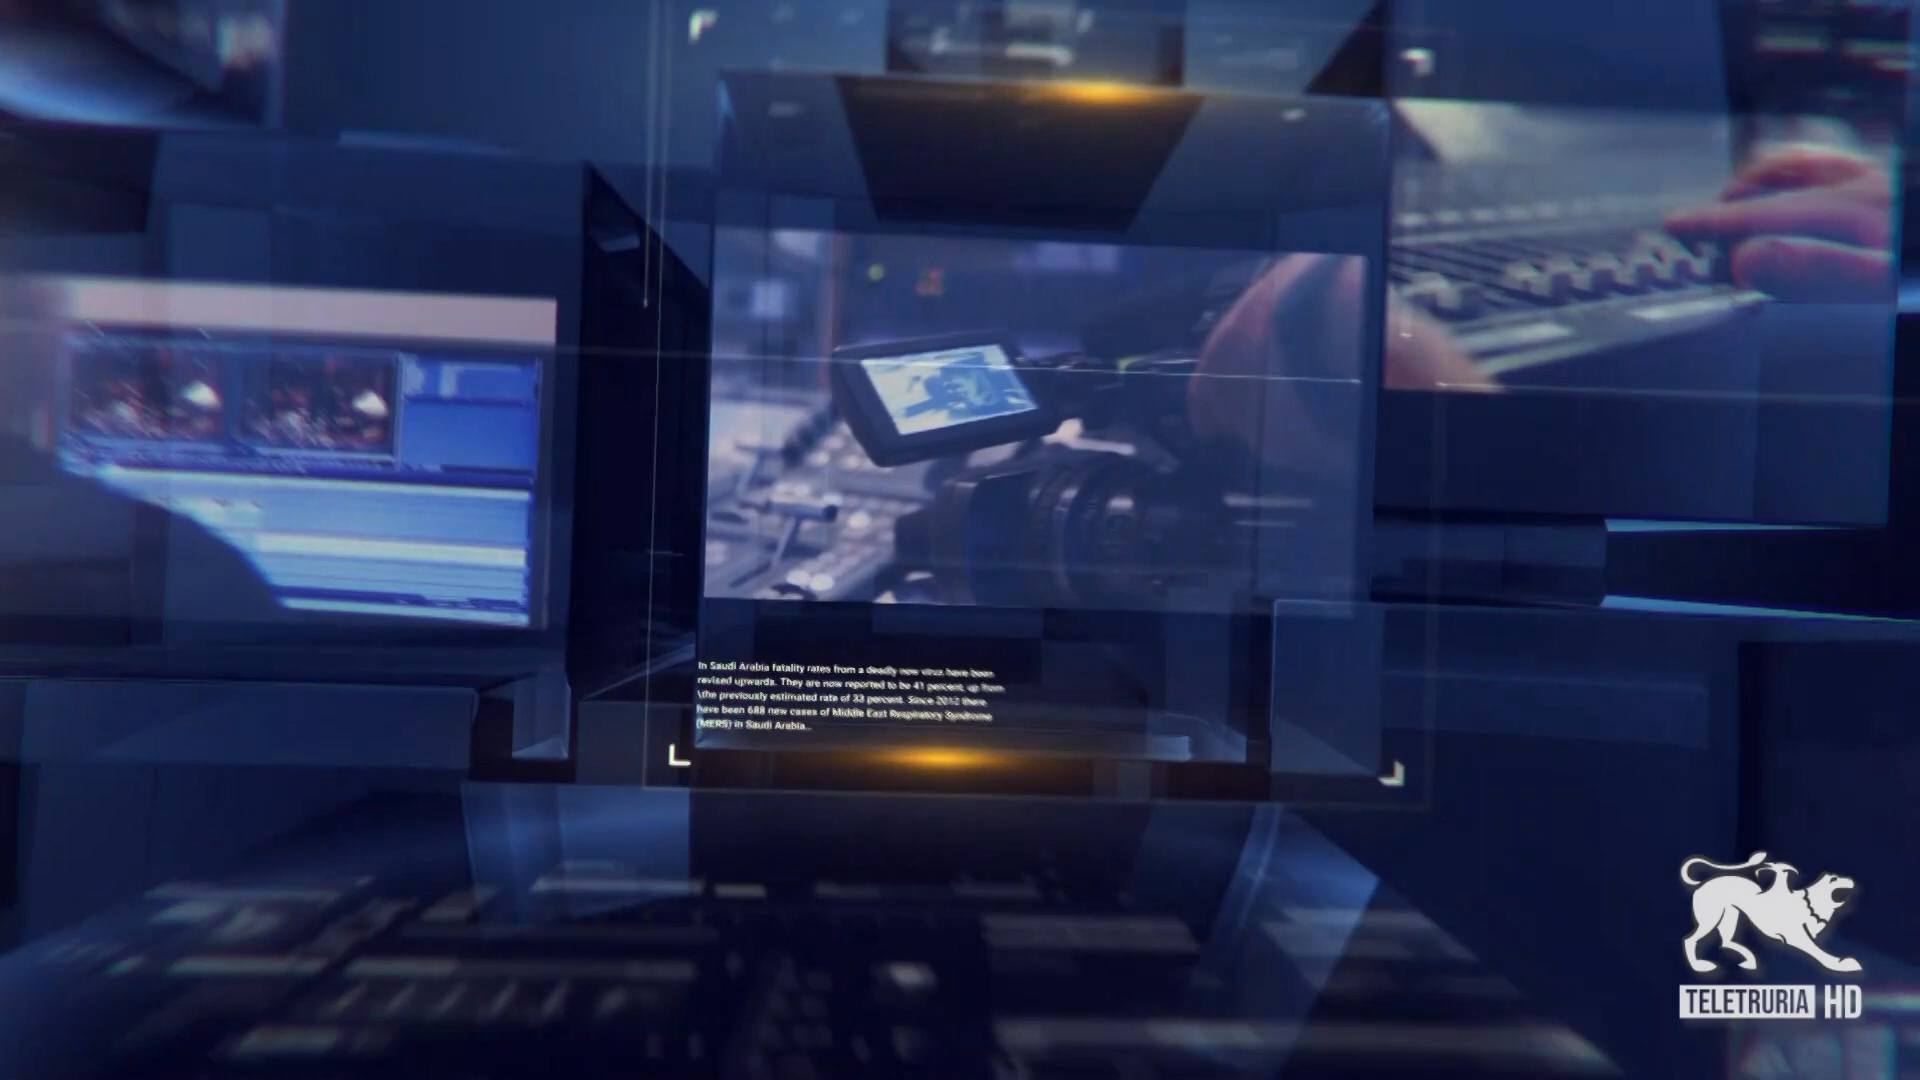 In Saudi Arabia fatality rates from a deadly new virus have been
revised upwards. They are now reported to be 41 percent, up from
\the previously estimated rate of 33 percent. Since 2012 there
have been 688 new cases of Middle East Respiratory Syndrome
(MERS) in Saudi Arabia...
TELETRURIA HD